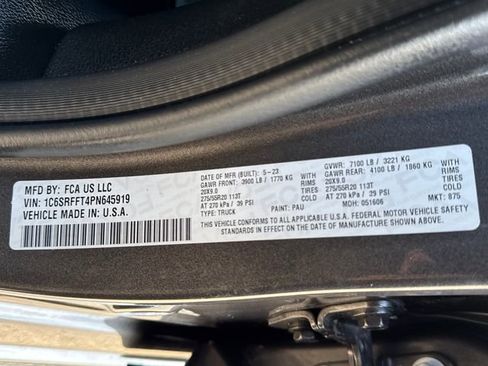 MFD BY: FCA US LLC
VIN: 1C6SRFFT4PN645919
VEHICLE MADE IN: U.S.A.
DATE OF MFR (BUILT): 5-23
GAWR FRONT: 3900 LB / 1770 KG
20X9.0 RIMS
275/55R20 113T TIRES
AT 270 kPa / 39 PSI
TYPE: TRUCK
GVWR: 7100 LB / 3221 KG
GAWR REAR: 4100 LB / 1860 KG
20X9.0 RIMS
275/55R20 113T TIRES
AT 270 kPa / 39 PSI
PAINT: PAU MDH: 051606 MKT: 875
THIS VEHICLE CONFORMS TO ALL APPLICABLE U.S.A. FEDERAL MOTOR VEHICLE SAFETY
STANDARDS IN EFFECT ON THE DATE OF MANUFACTURE SHOWN ABOVE